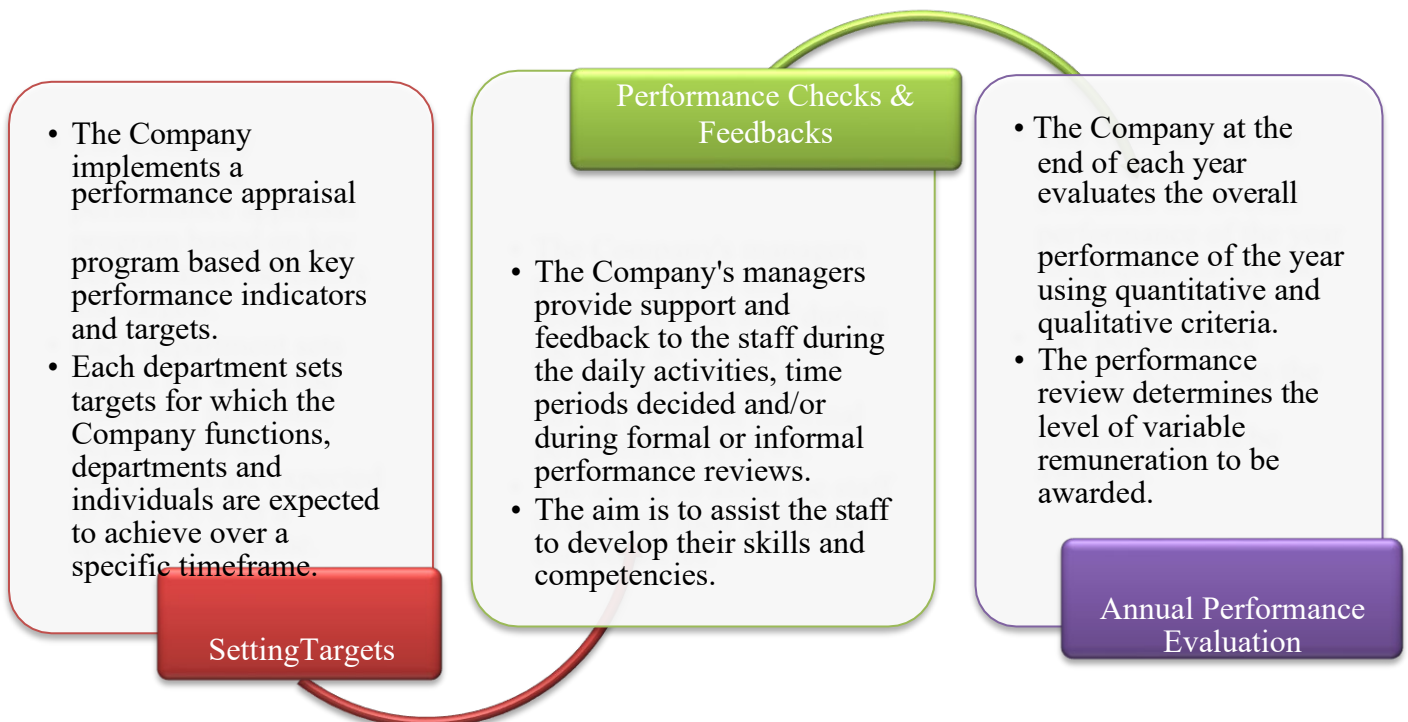 • The Company
implements a
performance appraisal
program based on key
performance indicators
and targets.
• Each department sets
targets for which the
Company functions,
departments and
individuals are expected
to achieve over a
specific timeframe.
SettingTargets
Performance Checks &
Feedbacks
• The Company's managers
provide support and
feedback to the staff during
the daily activities, time
periods decided and/or
during formal or informal
performance reviews.
• The aim is to assist the staff
to develop their skills and
competencies.
• The Company at the
end of each year
evaluates the overall
performance of the year
using quantitative and
qualitative criteria.
• The performance
review determines the
level of variable
remuneration to be
awarded.
Annual Performance
Evaluation